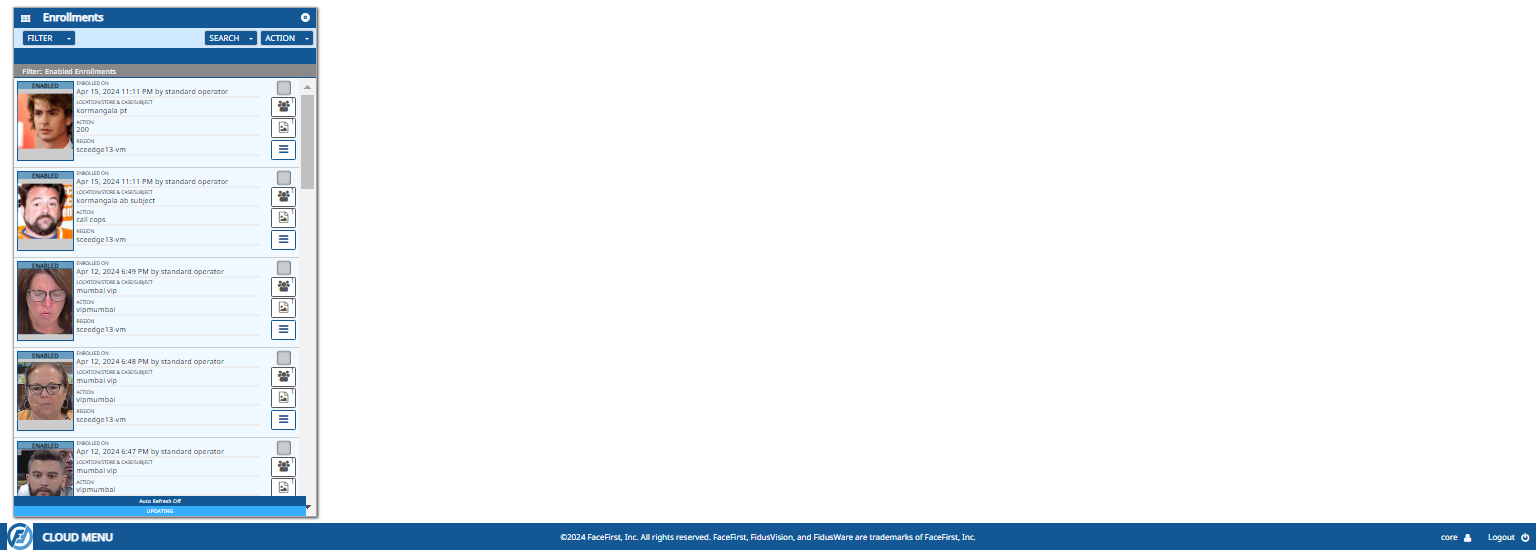 Enrollments
FILTER
SEARCH
ACTION
Filter: Enabled Enrollments
ENABLED
ENROLLED ON
Apr 15, 2024 11:11 PM by standard operator
LOCATION/STORE & CASE/SUBJECT
kormangala pt
ACTION
200
REGION
sceedge13-vm
ENABLED
ENROLLED ON
Apr 15, 2024 11:11 PM by standard operator
LOCATION/STORE & CASE/SUBJECT
kormangala ab subject
ACTION
call cops
REGION
sceedge13-vm
ENABLED
ENROLLED ON
Apr 12, 2024 6:49 PM by standard operator
LOCATION/STORE & CASE/SUBJECT
mumbai vip
ACTION
vipmumbai
REGION
sceedge13-vm
ENABLED
ENROLLED ON
Apr 12, 2024 6:48 PM by standard operator
LOCATION/STORE & CASE/SUBJECT
mumbai vip
ACTION
vipmumbai
REGION
sceedge13-vm
ENABLED
ENROLLED ON
Apr 12, 2024 6:47 PM by standard operator
LOCATION/STORE & CASE/SUBJECT
mumbai vip
ACTION
vipmumbai
Auto Refresh Off
UPDATING
CLOUD MENU
©2024 FaceFirst, Inc. All rights reserved. FaceFirst, FidusVision, and FidusWare are trademarks of FaceFirst, Inc.
core
Logout